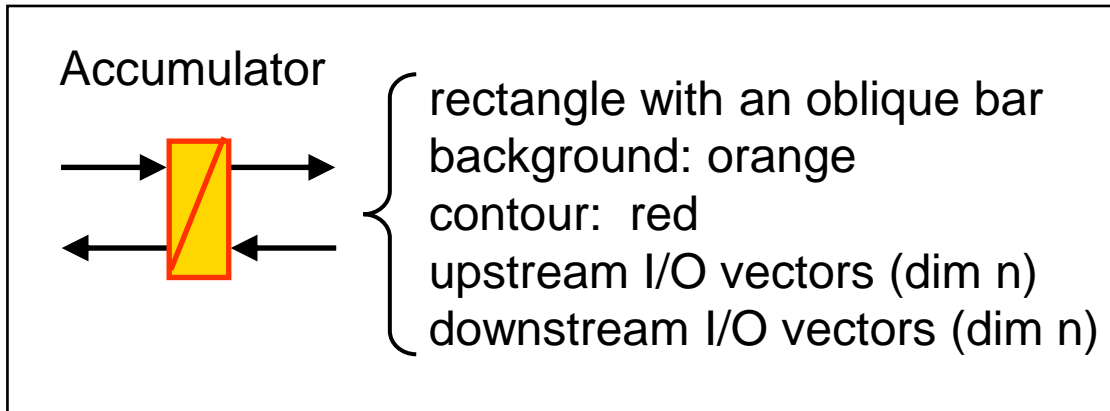 Accumulator
rectangle with an oblique bar
background: orange
contour: red
upstream I/O vectors (dim n)
downstream I/O vectors (dim n)